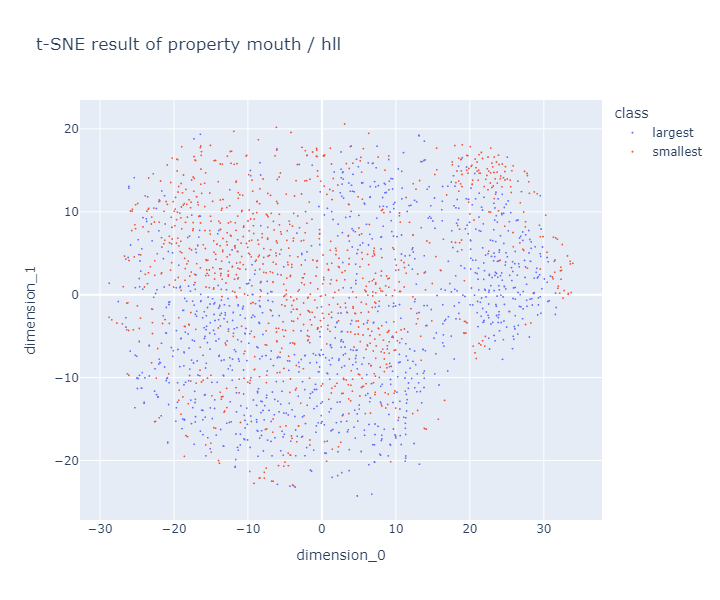 t-SNE result of property mouth / hll
class
largest
smallest
dimension_1
20
10
0
−10
−20
−30
−20
−10
0
10
20
30
dimension_0